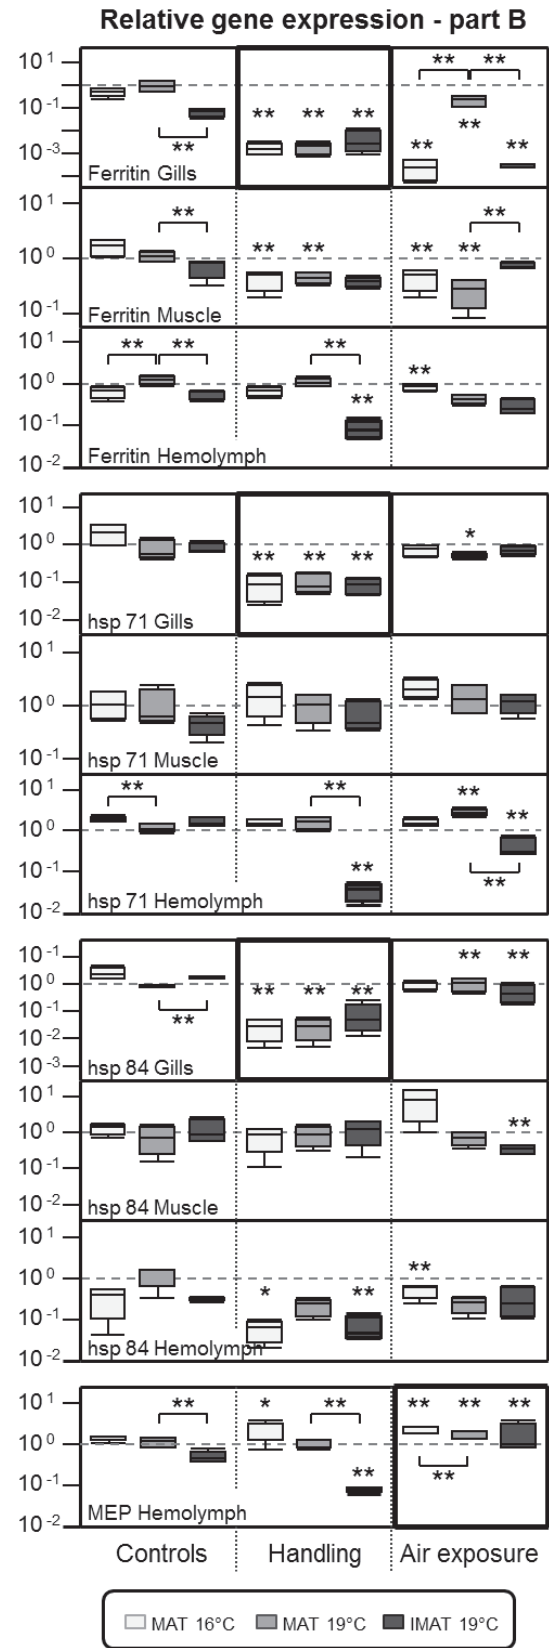 Relative gene expression - part B
10¹
** **
10⁻¹
** ** **
**
10⁻³
**
** **
Ferritin Gills
10¹
** **
10⁰
** ** ** **
10⁻¹
Ferritin Muscle
10¹
** ** **
10⁰
**
**
10⁻¹
10⁻²
Ferritin Hemolymph
10¹
10⁰
*
** ** **
10⁻¹
10⁻²
hsp 71 Gills
10¹
10⁰
10⁻¹
hsp 71 Muscle
10¹
** ** **
10⁰
**
10⁻¹
** **
10⁻²
hsp 71 Hemolymph
10⁻¹
** **
10⁰
** ** **
10⁻¹
**
10⁻²
10⁻³
hsp 84 Gills
10¹
**
10⁰
10⁻¹
10⁻²
hsp 84 Muscle
10¹
**
10⁰
* **
10⁻¹
10⁻²
hsp 84 Hemolymph
10¹
** * ** ** ** **
10⁰
** **
10⁻¹
10⁻²
MEP Hemolymph
Controls Handling Air exposure
MAT 16°C MAT 19°C IMAT 19°C